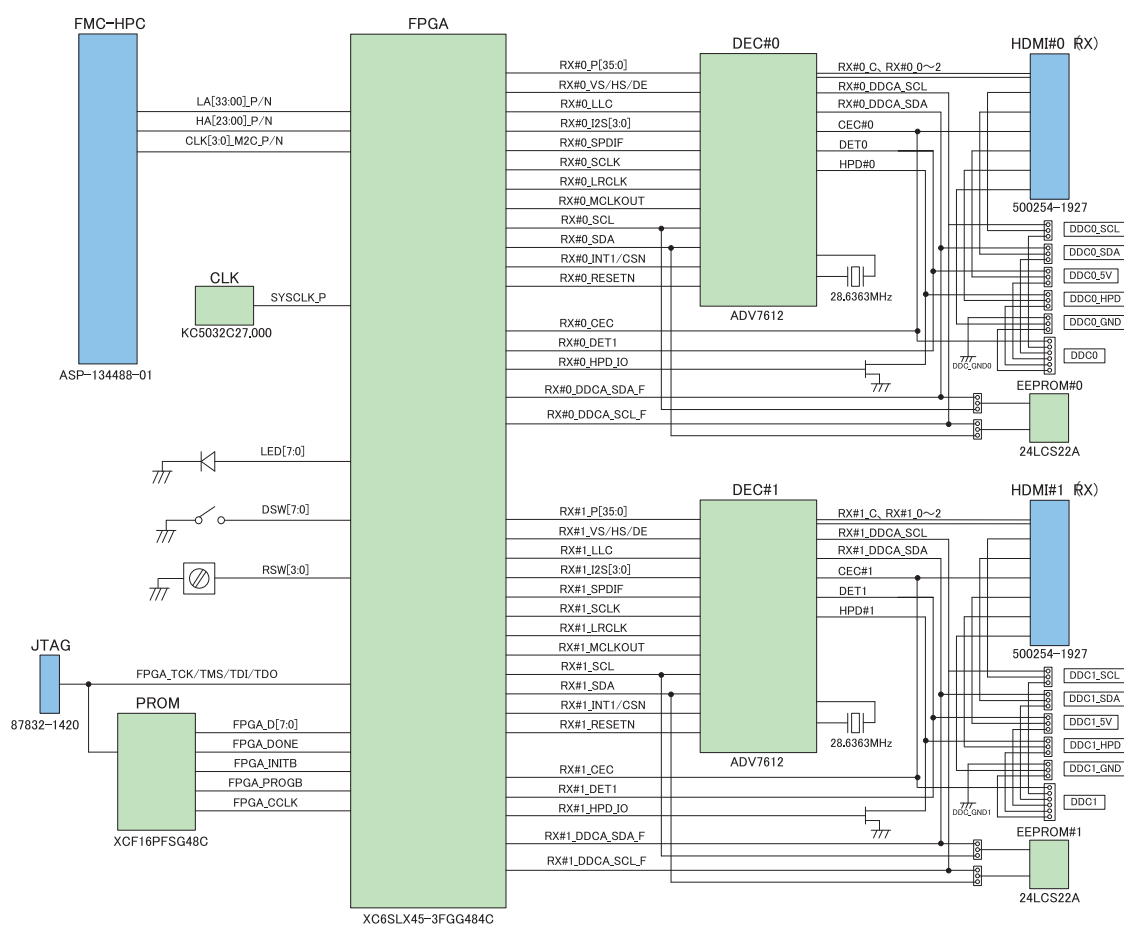 FMC-HPC
LA[33:00]_P/N
HA[23:00]_P/N
CLK[3:0]_M2C_P/N
ASP-134488-01
CLK
SYSCLK_P
KC5032C27.000
LED[7:0]
DSW[7:0]
RSW[3:0]
JTAG
FPGA_TCK/TMS/TDI/TDO
87832-1420
PROM
FPGA_D[7:0]
FPGA_DONE
FPGA_INITB
FPGA_PROGB
FPGA_CCLK
XCF16PFSG48C
FPGA
XC6SLX45-3FGG484C
RX#0_P[35:0]
RX#0_VS/HS/DE
RX#0_LLC
RX#0_I2S[3:0]
RX#0_SPDIF
RX#0_SCLK
RX#0_LRCLK
RX#0_MCLKOUT
RX#0_SCL
RX#0_SDA
RX#0_INT1/CSN
RX#0_RESETN
RX#0_CEC
RX#0_DET1
RX#0_HPD_IO
RX#0_DDCA_SDA_F
RX#0_DDCA_SCL_F
DEC#0
ADV7612
RX#0_C、RX#0_0～2
RX#0_DDCA_SCL
RX#0_DDCA_SDA
CEC#0
DET0
HPD#0
28.6363MHz
HDMI#0 (RX)
500254-1927
DDC0_SCL
DDC0_SDA
DDC0_5V
DDC0_HPD
DDC0_GND
DDC_GND0
DDC0
EEPROM#0
24LCS22A
RX#1_P[35:0]
RX#1_VS/HS/DE
RX#1_LLC
RX#1_I2S[3:0]
RX#1_SPDIF
RX#1_SCLK
RX#1_LRCLK
RX#1_MCLKOUT
RX#1_SCL
RX#1_SDA
RX#1_INT1/CSN
RX#1_RESETN
RX#1_CEC
RX#1_DET1
RX#1_HPD_IO
RX#1_DDCA_SDA_F
RX#1_DDCA_SCL_F
DEC#1
ADV7612
RX#1_C、RX#1_0～2
RX#1_DDCA_SCL
RX#1_DDCA_SDA
CEC#1
DET1
HPD#1
28.6363MHz
HDMI#1 (RX)
500254-1927
DDC1_SCL
DDC1_SDA
DDC1_5V
DDC1_HPD
DDC1_GND
DDC_GND1
DDC1
EEPROM#1
24LCS22A